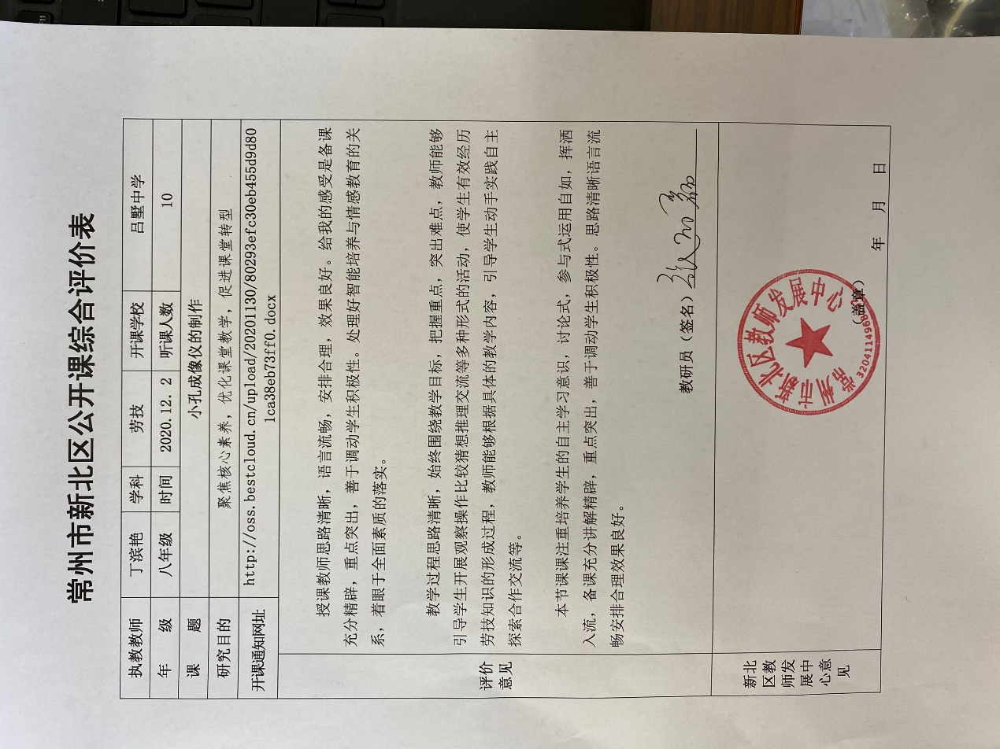 常州市新北区公开课综合评价表
执教教师 丁滨艳 学科 劳技 开课学校 吕墅中学
年 级 八年级 时间 2020.12.2 听课人数 10
课 题 小孔成像仪的制作
研究目的 聚焦核心素养,优化课堂教学,促进课堂转型
开课通知网址 http://oss.bestcloud.cn/upload/20201130/80293efc30eb455d9d80
1ca38eb73ff0.docx
评价
意见
授课教师思路清晰,语言流畅,安排合理,效果良好。给我的感受是备课
充分精辟,重点突出,善于调动学生积极性。处理好智能培养与情感教育的关
系,着眼于全面素质的落实。
教学过程思路清晰,始终围绕教学目标,把握重点,突出难点,教师能够
引导学生开展观察操作比较猜想推理交流等多种形式的活动,使学生有效经历
劳技知识的形成过程,教师能够根据具体的教学内容,引导学生动手实践自主
探索合作交流等。
本节课课注重培养学生的自主学习意识,讨论式,参与式运用自如,挥洒
入流,备课充分讲解精辟,重点突出,善于调动学生积极性。思路清晰语言流
畅安排合理效果良好。
教研员(签名)
新北
区教
师发
展中
心意
见
常州市新北区教师发展中心
(盖章)
年 月 日